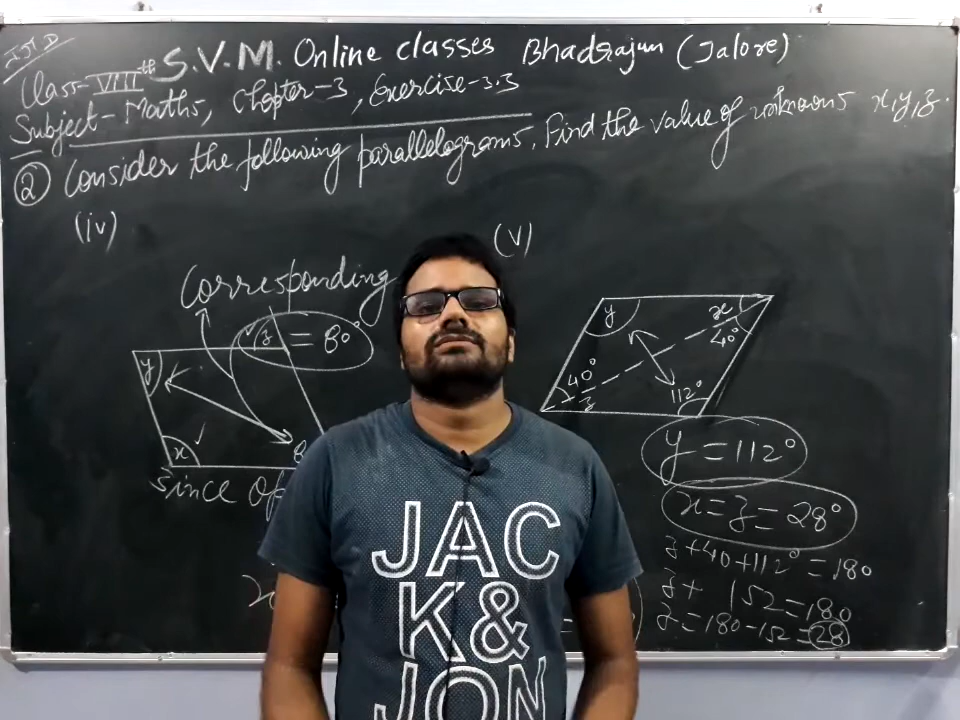 S.V.M. Online classes Bhadrajun (Jalore)
Class-VIII th
Subject-Maths, Chapter-3, Exercise-3.3
② Consider the following parallelograms, Find the value of unknowns x,y,z.
(iv)
(v)
Corresponding
z = 80°
y
x
8
Since
y
x
40°
40°
z
112°
y = 112°
x = z = 28°
z+40+112° = 180
z+ 152 = 180
z = 180-152 = 28
JAC
K&
JON